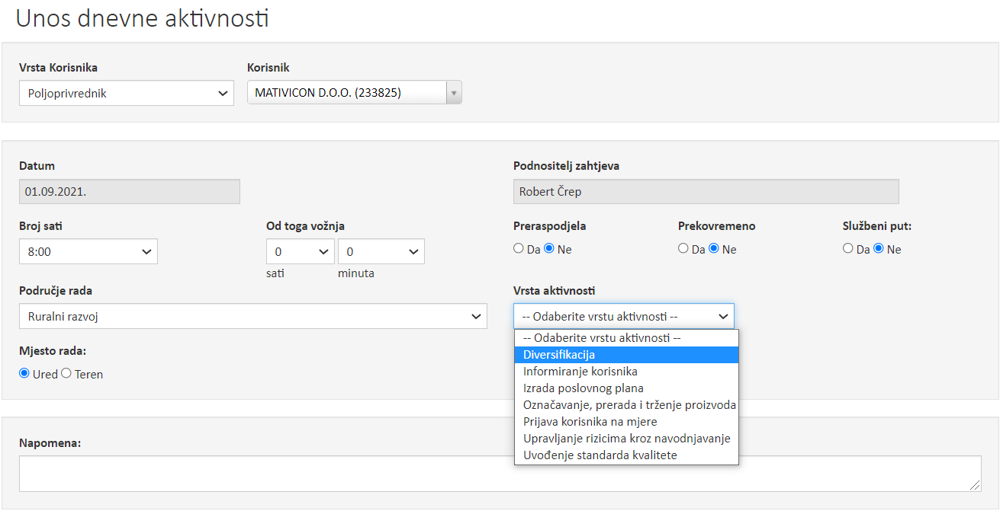 Unos dnevne aktivnosti
Vrsta Korisnika
Korisnik
Poljoprivrednik
MATIVICON D.O.O. (233825)
Datum
Podnositelj zahtjeva
01.09.2021.
Robert Črep
Broj sati
Od toga vožnja
Preraspodjela
Prekovremeno
Službeni put:
8:00
0
0
Da Ne
Da Ne
Da Ne
sati
minuta
Područje rada
Vrsta aktivnosti
Ruralni razvoj
-- Odaberite vrstu aktivnosti --
-- Odaberite vrstu aktivnosti --
Diversifikacija
Informiranje korisnika
Izrada poslovnog plana
Označavanje, prerada i trženje proizvoda
Prijava korisnika na mjere
Upravljanje rizicima kroz navodnjavanje
Uvođenje standarda kvalitete
Mjesto rada:
Ured Teren
Napomena: